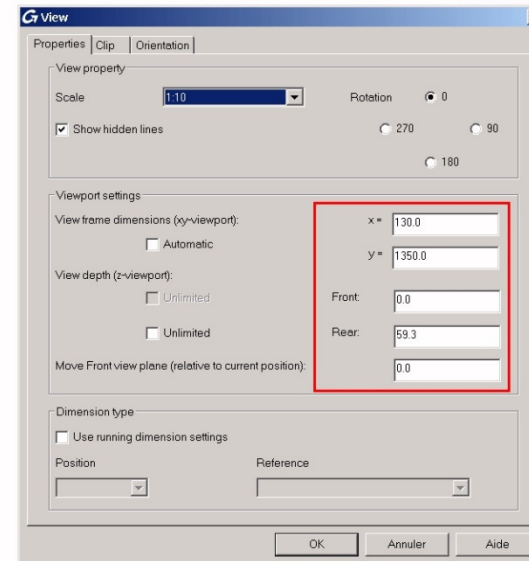 View
Properties Clip Orientation
View property
Scale 1:10 Rotation 0
Show hidden lines 270 90
180
Viewport settings
View frame dimensions (xy-viewport): x = 130.0
Automatic y = 1350.0
View depth (z-viewport):
Unlimited Front: 0.0
Unlimited Rear: 59.3
Move Front view plane (relative to current position): 0.0
Dimension type
Use running dimension settings
Position Reference
OK Annuler Aide